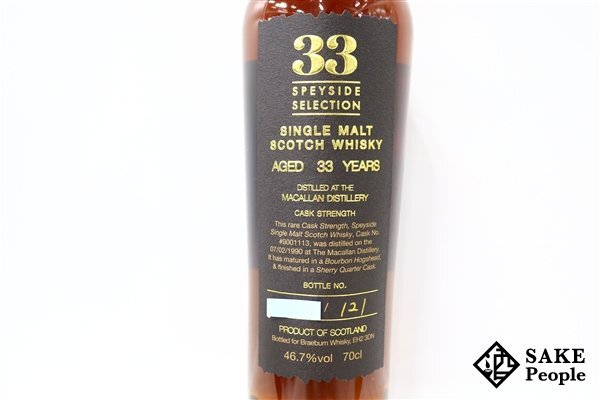 33
SPEYSIDE
SELECTION
SINGLE MALT
SCOTCH WHISKY
AGED 33 YEARS
DISTILLED AT THE
MACALLAN DISTILLERY
CASK STRENGTH
This rare Cask Strength, Speyside
Single Malt Scotch Whisky, Cask No.
#9001113, was distilled on the
07/02/1990 at The Macallan Distillery.
It has matured in a Bourbon Hogshead,
& finished in a Sherry Quarter Cask.
BOTTLE NO.
/ 121
PRODUCT OF SCOTLAND
Bottled for Braeburn Whisky, EH2 3DN
46.7%vol 70cl
SAKE
People